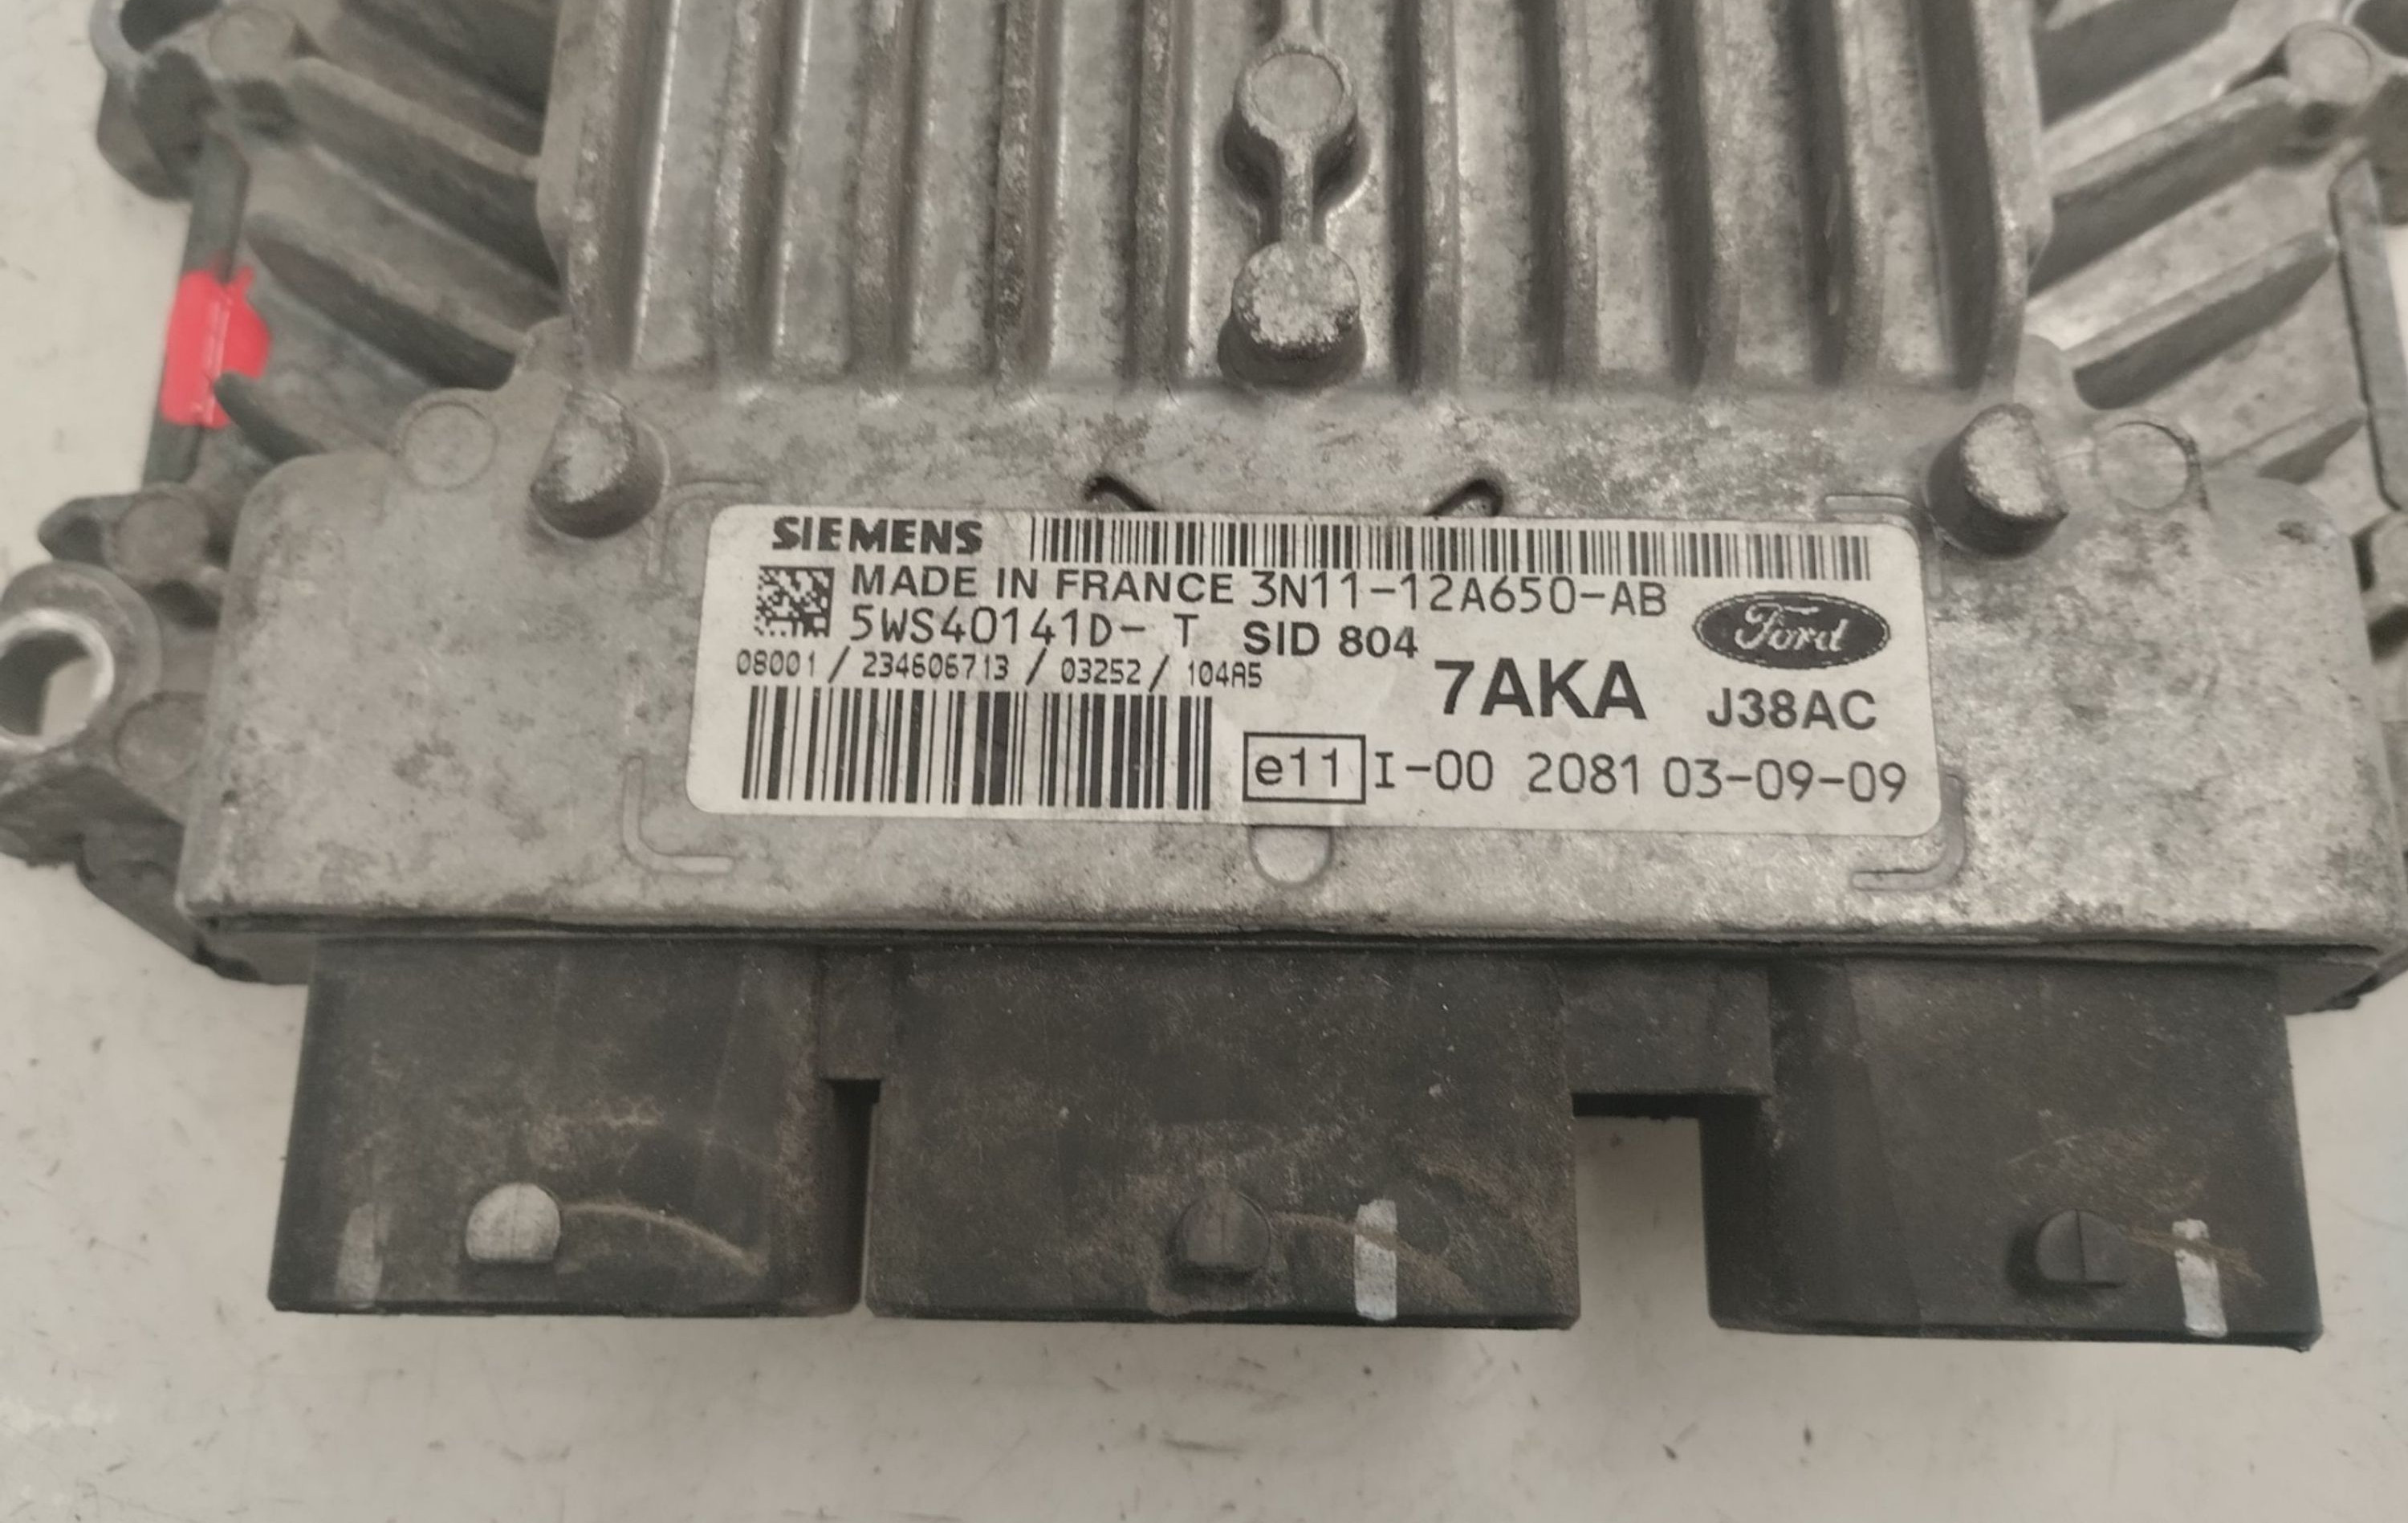 SIEMENS
MADE IN FRANCE 3N11-12A650-AB
5WS40141D- T SID 804
Ford
08001 / 234606713 / 03252 / 104A5
7AKA J38AC
e11 I-00 2081 03-09-09